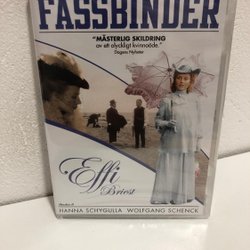 FASSBINDER
"MÄSTERLIG SKILDRING
av ett olyckligt kvinnoöde."
Dagens Nyheter
Effi
Briest
HANNA SCHYGULLA WOLFGANG SCHENCK